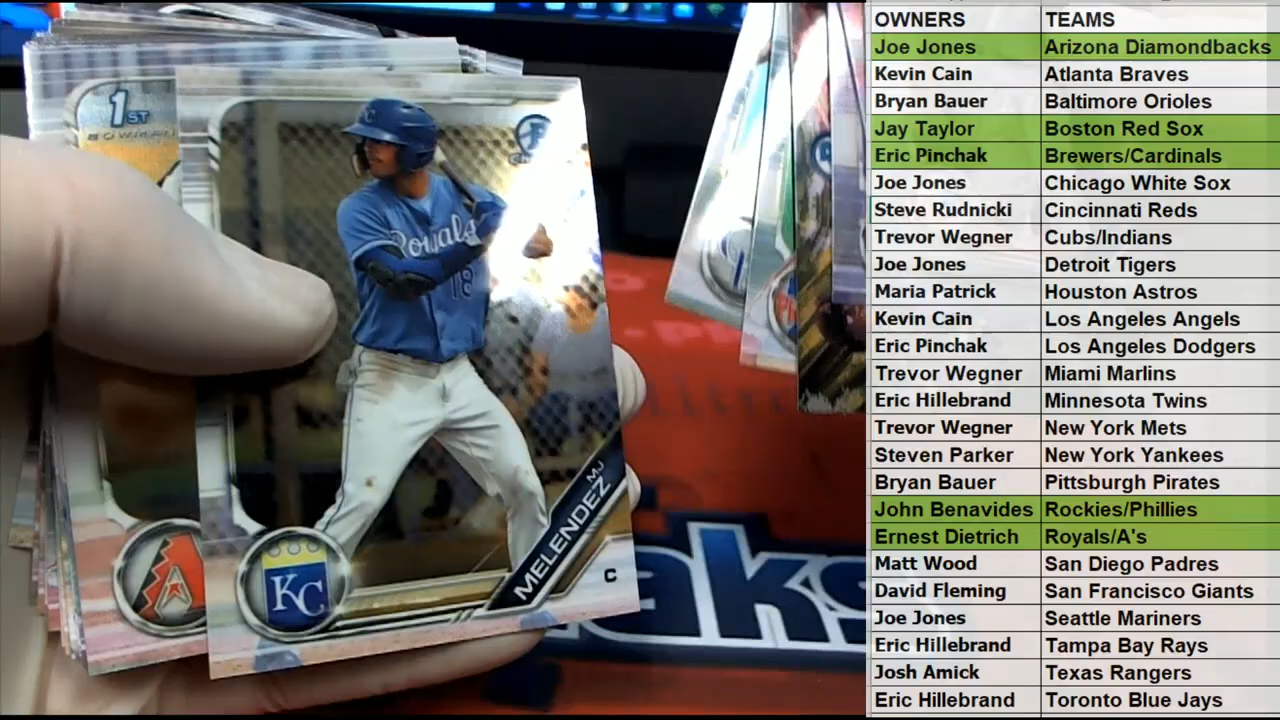 1ST
BOWMAN
KC
Royals
18
MJ
MELENDEZ
C
KC
aks
OWNERS TEAMS
Joe Jones Arizona Diamondbacks
Kevin Cain Atlanta Braves
Bryan Bauer Baltimore Orioles
Jay Taylor Boston Red Sox
Eric Pinchak Brewers/Cardinals
Joe Jones Chicago White Sox
Steve Rudnicki Cincinnati Reds
Trevor Wegner Cubs/Indians
Joe Jones Detroit Tigers
Maria Patrick Houston Astros
Kevin Cain Los Angeles Angels
Eric Pinchak Los Angeles Dodgers
Trevor Wegner Miami Marlins
Eric Hillebrand Minnesota Twins
Trevor Wegner New York Mets
Steven Parker New York Yankees
Bryan Bauer Pittsburgh Pirates
John Benavides Rockies/Phillies
Ernest Dietrich Royals/A's
Matt Wood San Diego Padres
David Fleming San Francisco Giants
Joe Jones Seattle Mariners
Eric Hillebrand Tampa Bay Rays
Josh Amick Texas Rangers
Eric Hillebrand Toronto Blue Jays